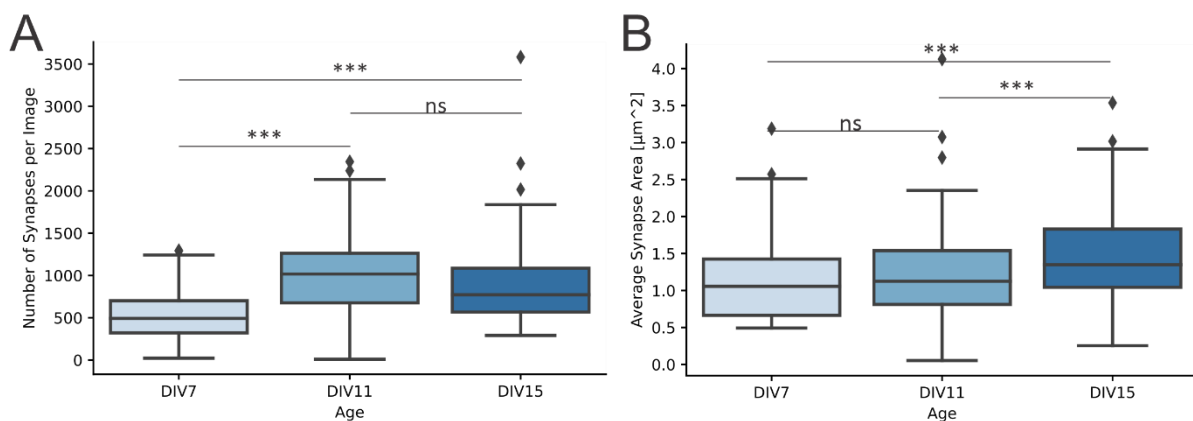 A
Number of Synapses per Image
3500
3000
2500
2000
1500
1000
500
0
***
ns
***
DIV7 DIV11 DIV15
Age
B
Average Synapse Area [µm^2]
4.0
3.5
3.0
2.5
2.0
1.5
1.0
0.5
0.0
***
***
ns
DIV7 DIV11 DIV15
Age